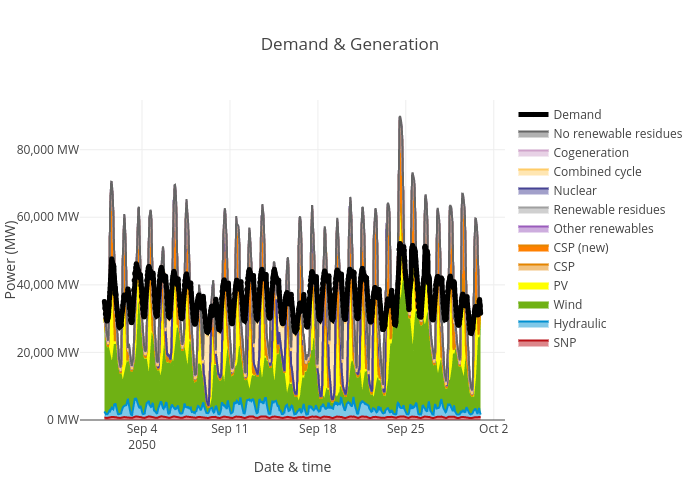 Demand & Generation
Power (MW)
80,000 MW
60,000 MW
40,000 MW
20,000 MW
0 MW
Sep 4
2050
Sep 11
Sep 18
Sep 25
Oct 2
Date & time
Demand
No renewable residues
Cogeneration
Combined cycle
Nuclear
Renewable residues
Other renewables
CSP (new)
CSP
PV
Wind
Hydraulic
SNP